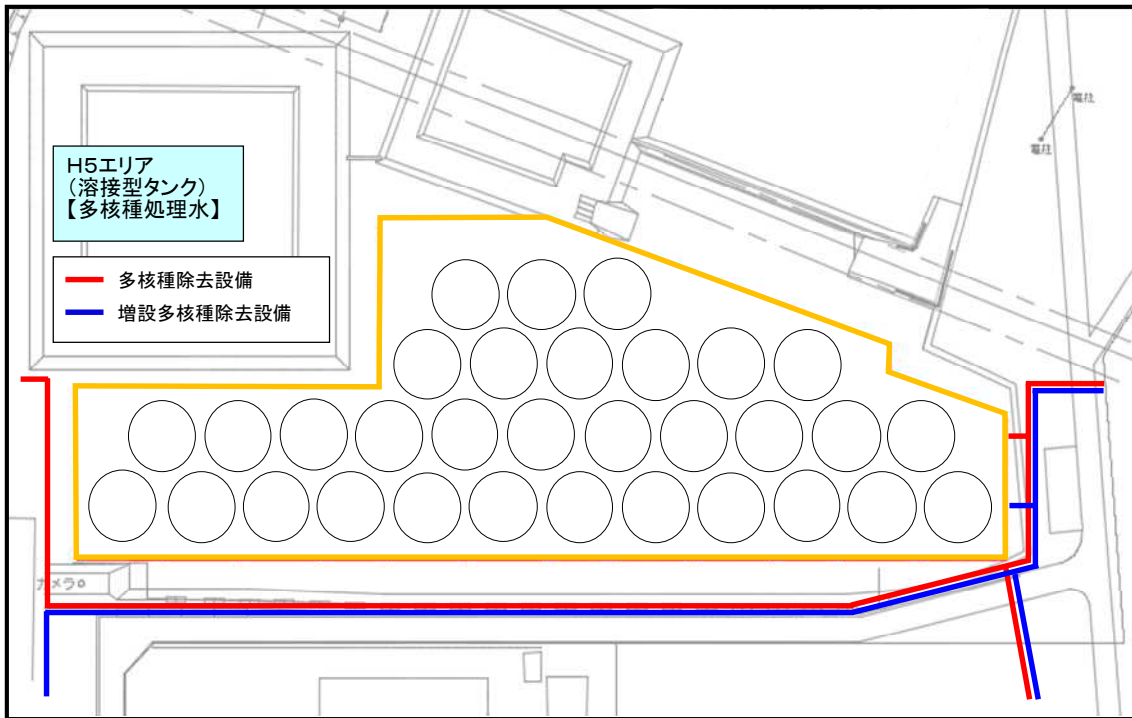 H5エリア
(溶接型タンク)
【多核種処理水】
多核種除去設備
増設多核種除去設備
電柱
電柱
カメラ